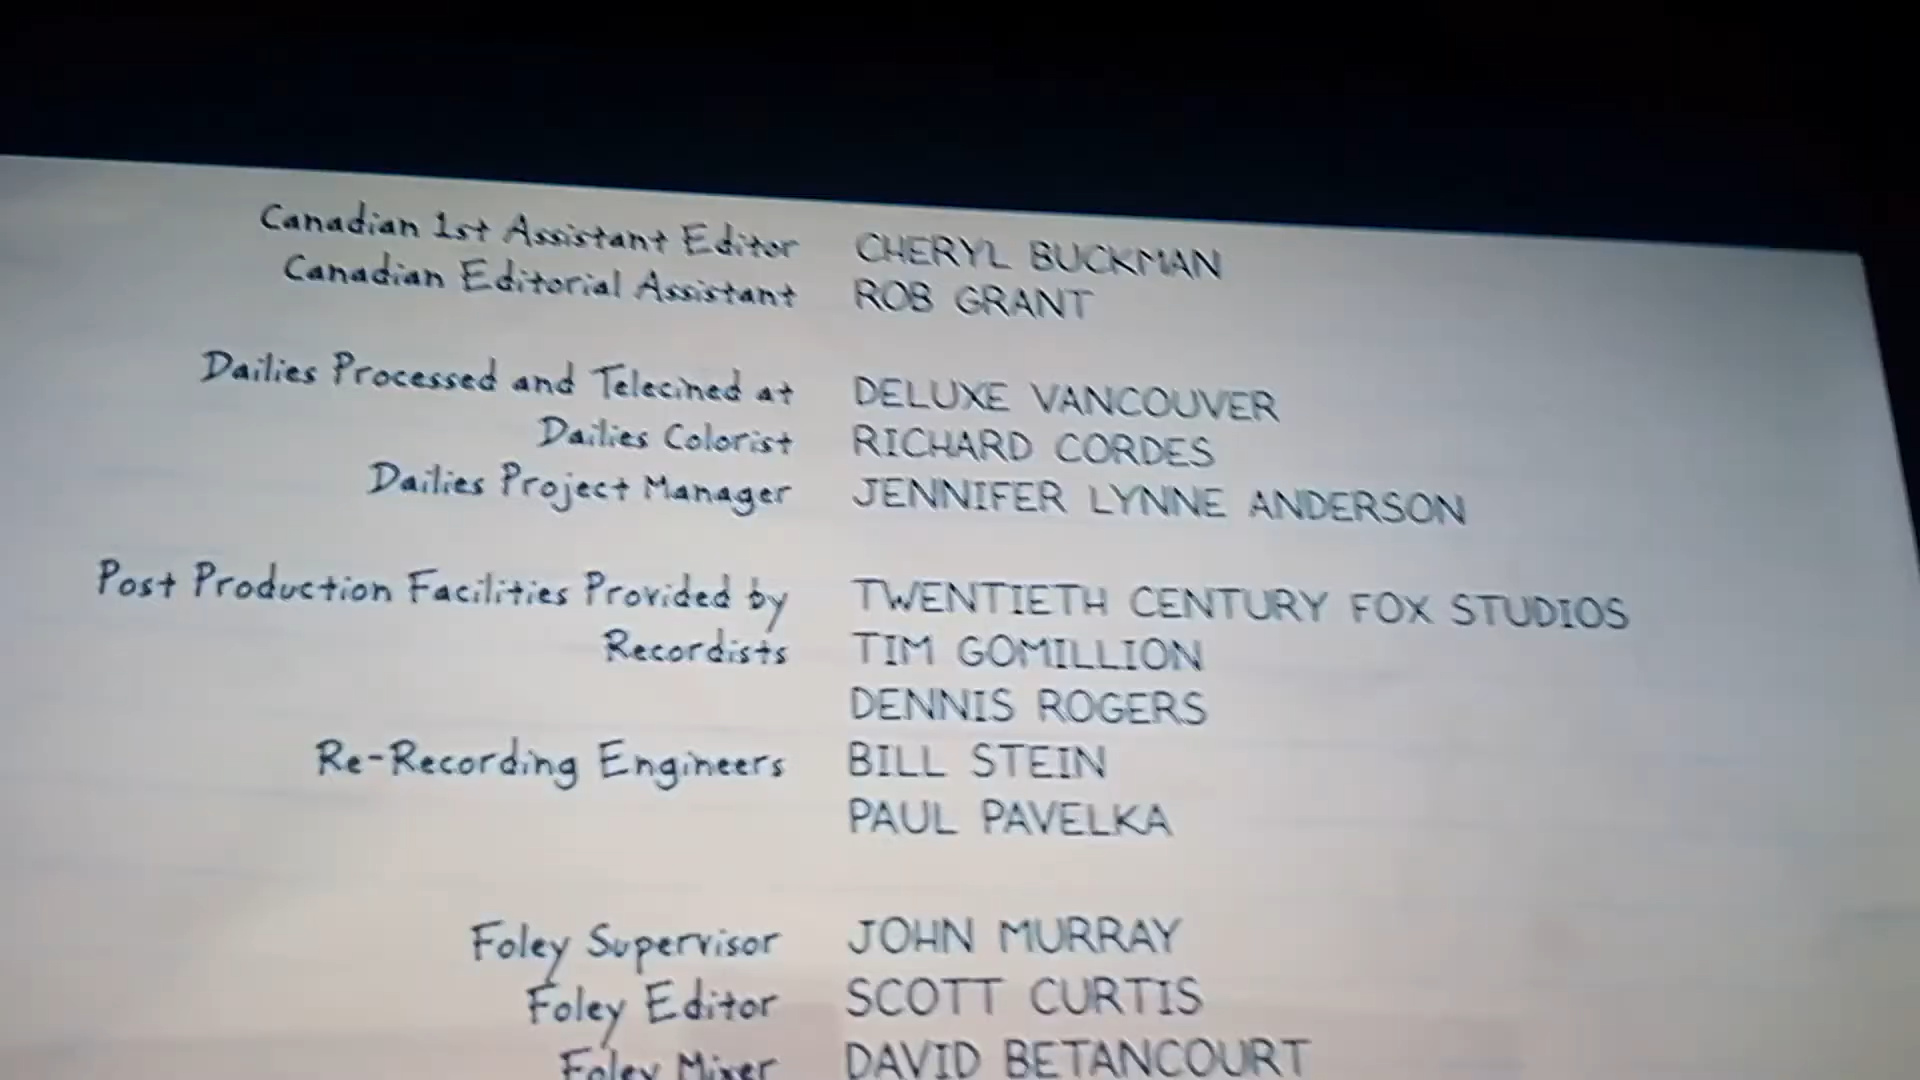 Canadian 1st Assistant Editor CHERYL BUCKMAN
Canadian Editorial Assistant ROB GRANT
Dailies Processed and Telecined at DELUXE VANCOUVER
Dailies Colorist RICHARD CORDES
Dailies Project Manager JENNIFER LYNNE ANDERSON
Post Production Facilities Provided by TWENTIETH CENTURY FOX STUDIOS
Recordists TIM GOMILLION
DENNIS ROGERS
Re-Recording Engineers BILL STEIN
PAUL PAVELKA
Foley Supervisor JOHN MURRAY
Foley Editor SCOTT CURTIS
Foley Mixer DAVID BETANCOURT